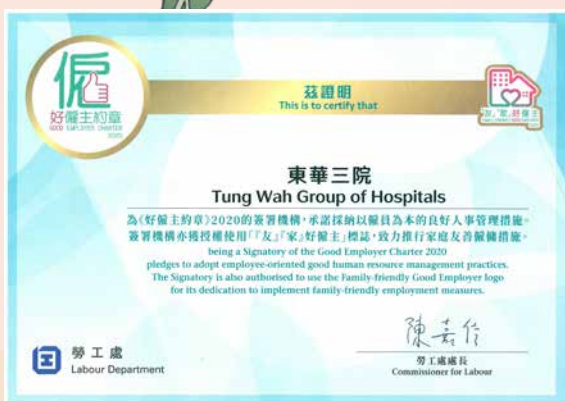 僱
好僱主約章
GOOD EMPLOYER CHARTER
2020
茲證明
This is to certify that
東華三院
Tung Wah Group of Hospitals
為《好僱主約章》2020的簽署機構，承諾採納以僱員為本的良好人事管理措施。
簽署機構亦獲授權使用「『友』『家』好僱主」標誌，致力推行家庭友善僱傭措施。
being a Signatory of the Good Employer Charter 2020
pledges to adopt employee-oriented good human resource management practices.
The Signatory is also authorised to use the Family-friendly Good Employer logo
for its dedication to implement family-friendly employment measures.
勞工處
Labour Department
勞工處處長
Commissioner for Labour